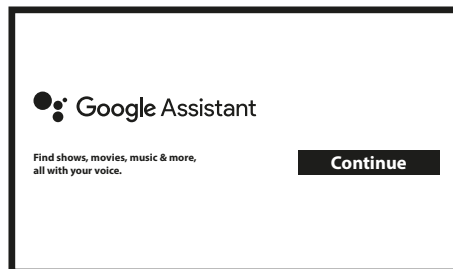 Google Assistant
Find shows, movies, music & more,
all with your voice.
Continue